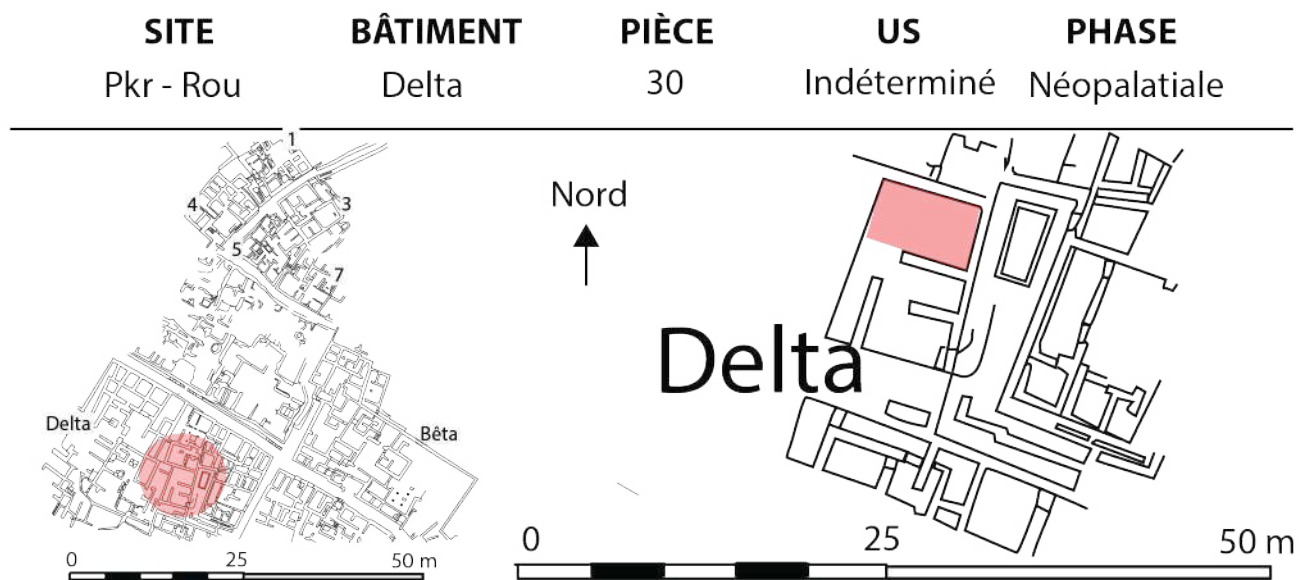 SITE BÂTIMENT PIÈCE US PHASE
Pkr - Rou Delta 30 Indéterminé Néopalatiale
1
4
3
5
7
Delta
Bêta
0 25 50 m
Nord
Delta
0 25 50 m